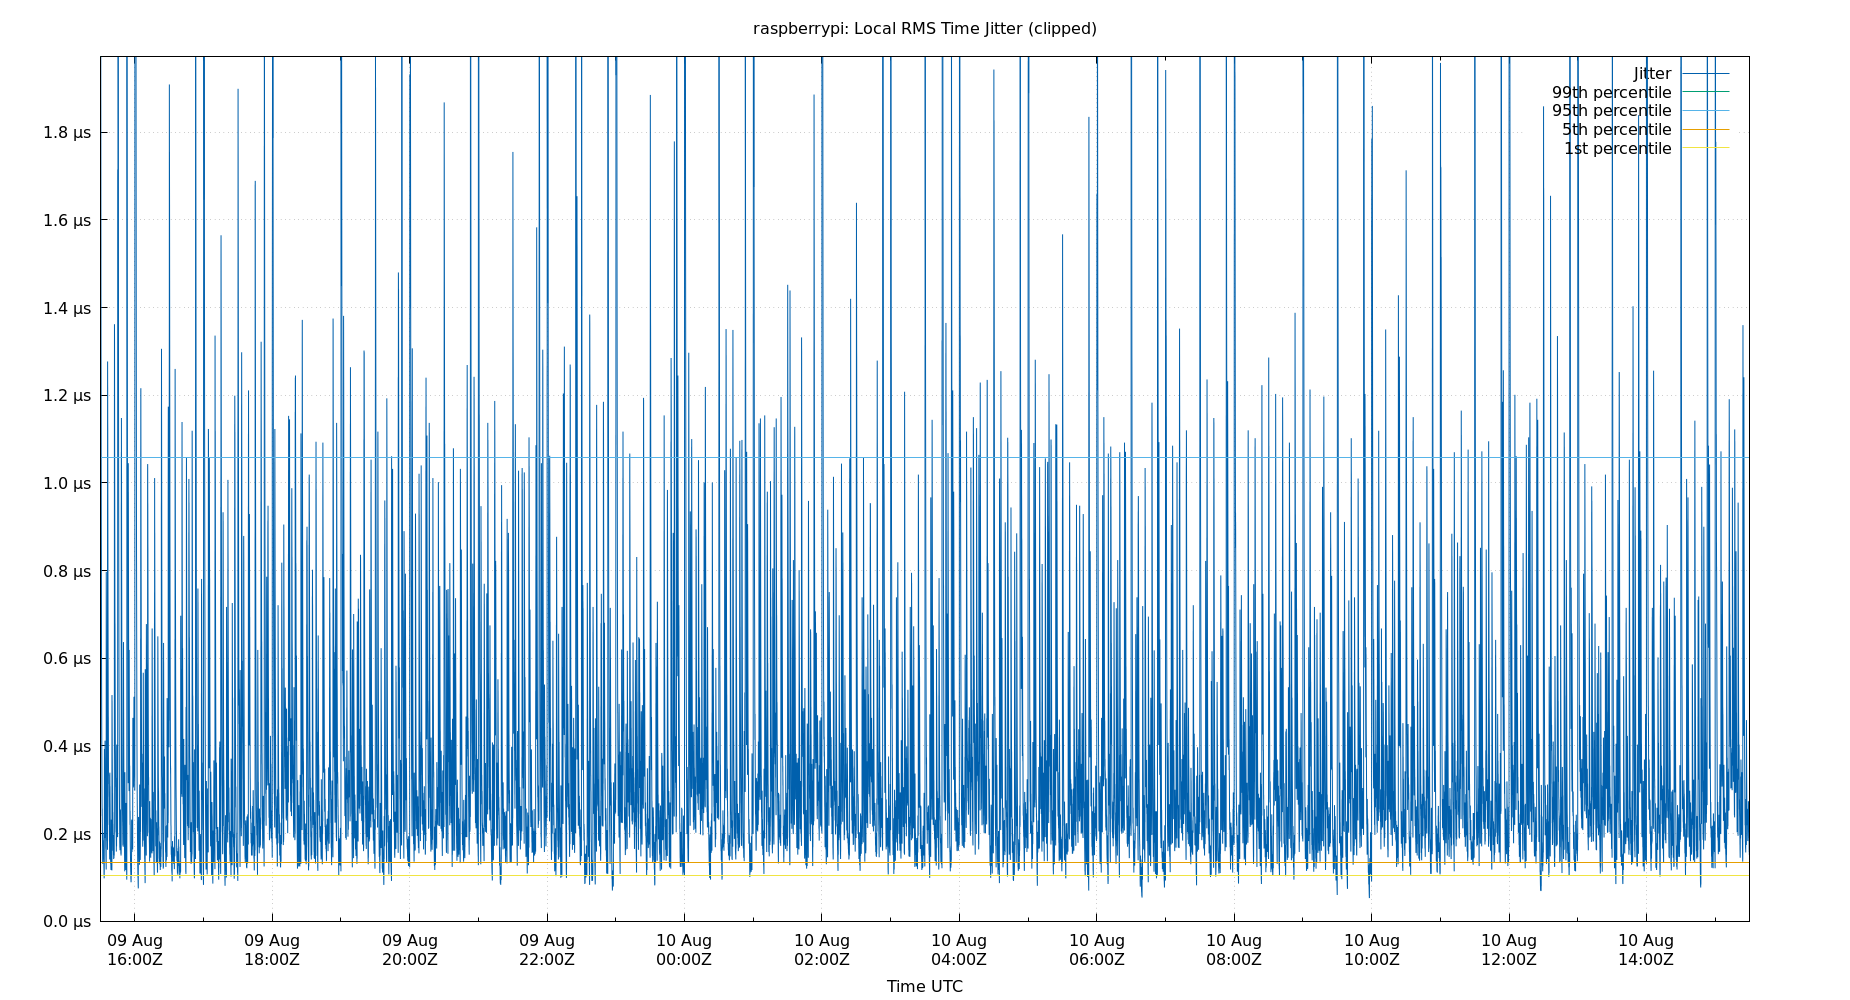 raspberrypi: Local RMS Time Jitter (clipped)
Jitter
99th percentile
95th percentile
5th percentile
1st percentile
1.8 µs
1.6 µs
1.4 µs
1.2 µs
1.0 µs
0.8 µs
0.6 µs
0.4 µs
0.2 µs
0.0 µs
09 Aug 09 Aug 09 Aug 09 Aug 10 Aug 10 Aug 10 Aug 10 Aug 10 Aug 10 Aug 10 Aug 10 Aug
16:00Z 18:00Z 20:00Z 22:00Z 00:00Z 02:00Z 04:00Z 06:00Z 08:00Z 10:00Z 12:00Z 14:00Z
Time UTC